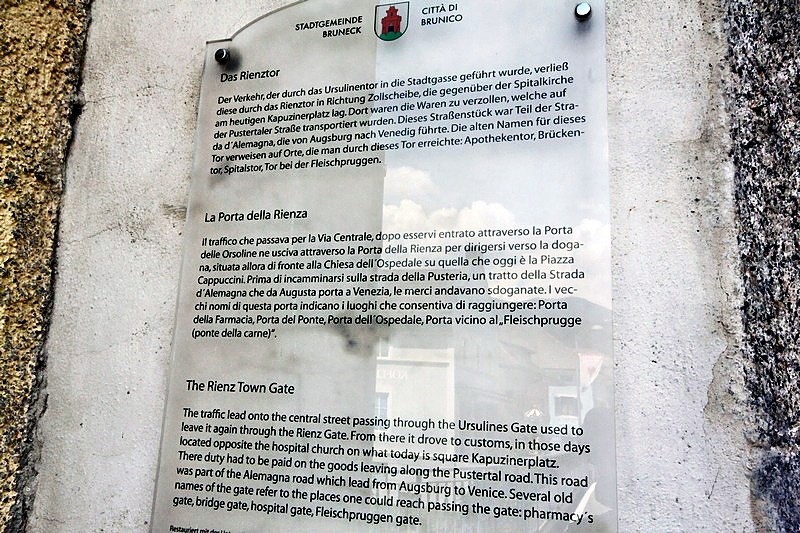 STADTGEMEINDE
BRUNECK
CITTÀ DI
BRUNICO
Das Rienztor
Der Verkehr, der durch das Ursulinentor in die Stadtgasse geführt wurde, verließ
diese durch das Rienztor in Richtung Zollscheibe, die gegenüber der Spitalkirche
am heutigen Kapuzinerplatz lag. Dort waren die Waren zu verzollen, welche auf
der Pustertaler Straße transportiert wurden. Dieses Straßenstück war Teil der Stra-
da d´Alemagna, die von Augsburg nach Venedig führte. Die alten Namen für dieses
Tor verweisen auf Orte, die man durch dieses Tor erreichte: Apothekentor, Brücken-
tor, Spitalstor, Tor bei der Fleischpruggen.
La Porta della Rienza
Il traffico che passava per la Via Centrale, dopo esservi entrato attraverso la Porta
delle Orsoline ne usciva attraverso la Porta della Rienza per dirigersi verso la doga-
na, situata allora di fronte alla Chiesa dell´Ospedale su quella che oggi è la Piazza
Cappuccini. Prima di incamminarsi sulla strada della Pusteria, un tratto della Strada
d´Alemagna che da Augusta porta a Venezia, le merci andavano sdoganate. I vec-
chi nomi di questa porta indicano i luoghi che consentiva di raggiungere: Porta
della Farmacia, Porta del Ponte, Porta dell´Ospedale, Porta vicino al „Fleischprugge
(ponte della carne)“.
The Rienz Town Gate
The traffic lead onto the central street passing through the Ursulines Gate used to
leave it again through the Rienz Gate. From there it drove to customs, in those days
located opposite the hospital church on what today is square Kapuzinerplatz.
There duty had to be paid on the goods leaving along the Pustertal road. This road
was part of the Alemagna road which lead from Augsburg to Venice. Several old
names of the gate refer to the places one could reach passing the gate: pharmacy´s
gate, bridge gate, hospital gate, Fleischpruggen gate.
Restauriert mit der